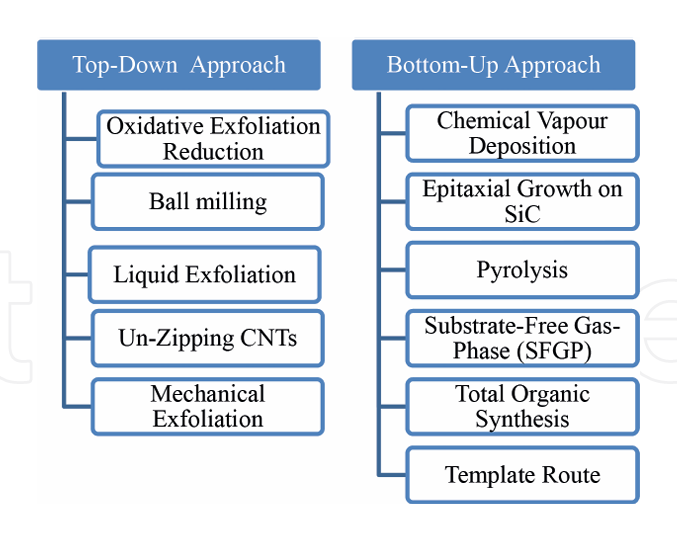 Top-Down Approach
Oxidative Exfoliation
Reduction
Ball milling
Liquid Exfoliation
Un-Zipping CNTs
Mechanical
Exfoliation
Bottom-Up Approach
Chemical Vapour
Deposition
Epitaxial Growth on
SiC
Pyrolysis
Substrate-Free Gas-
Phase (SFGP)
Total Organic
Synthesis
Template Route